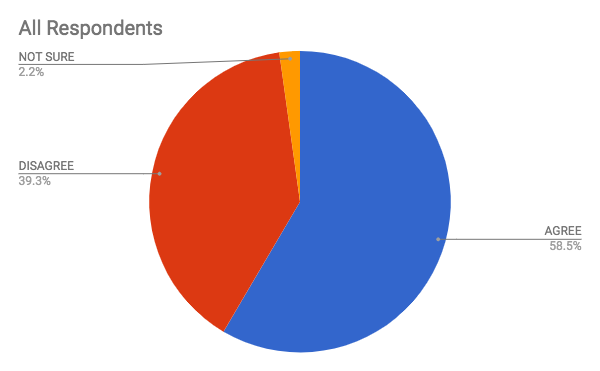 All Respondents
NOT SURE
2.2%
DISAGREE
39.3%
AGREE
58.5%